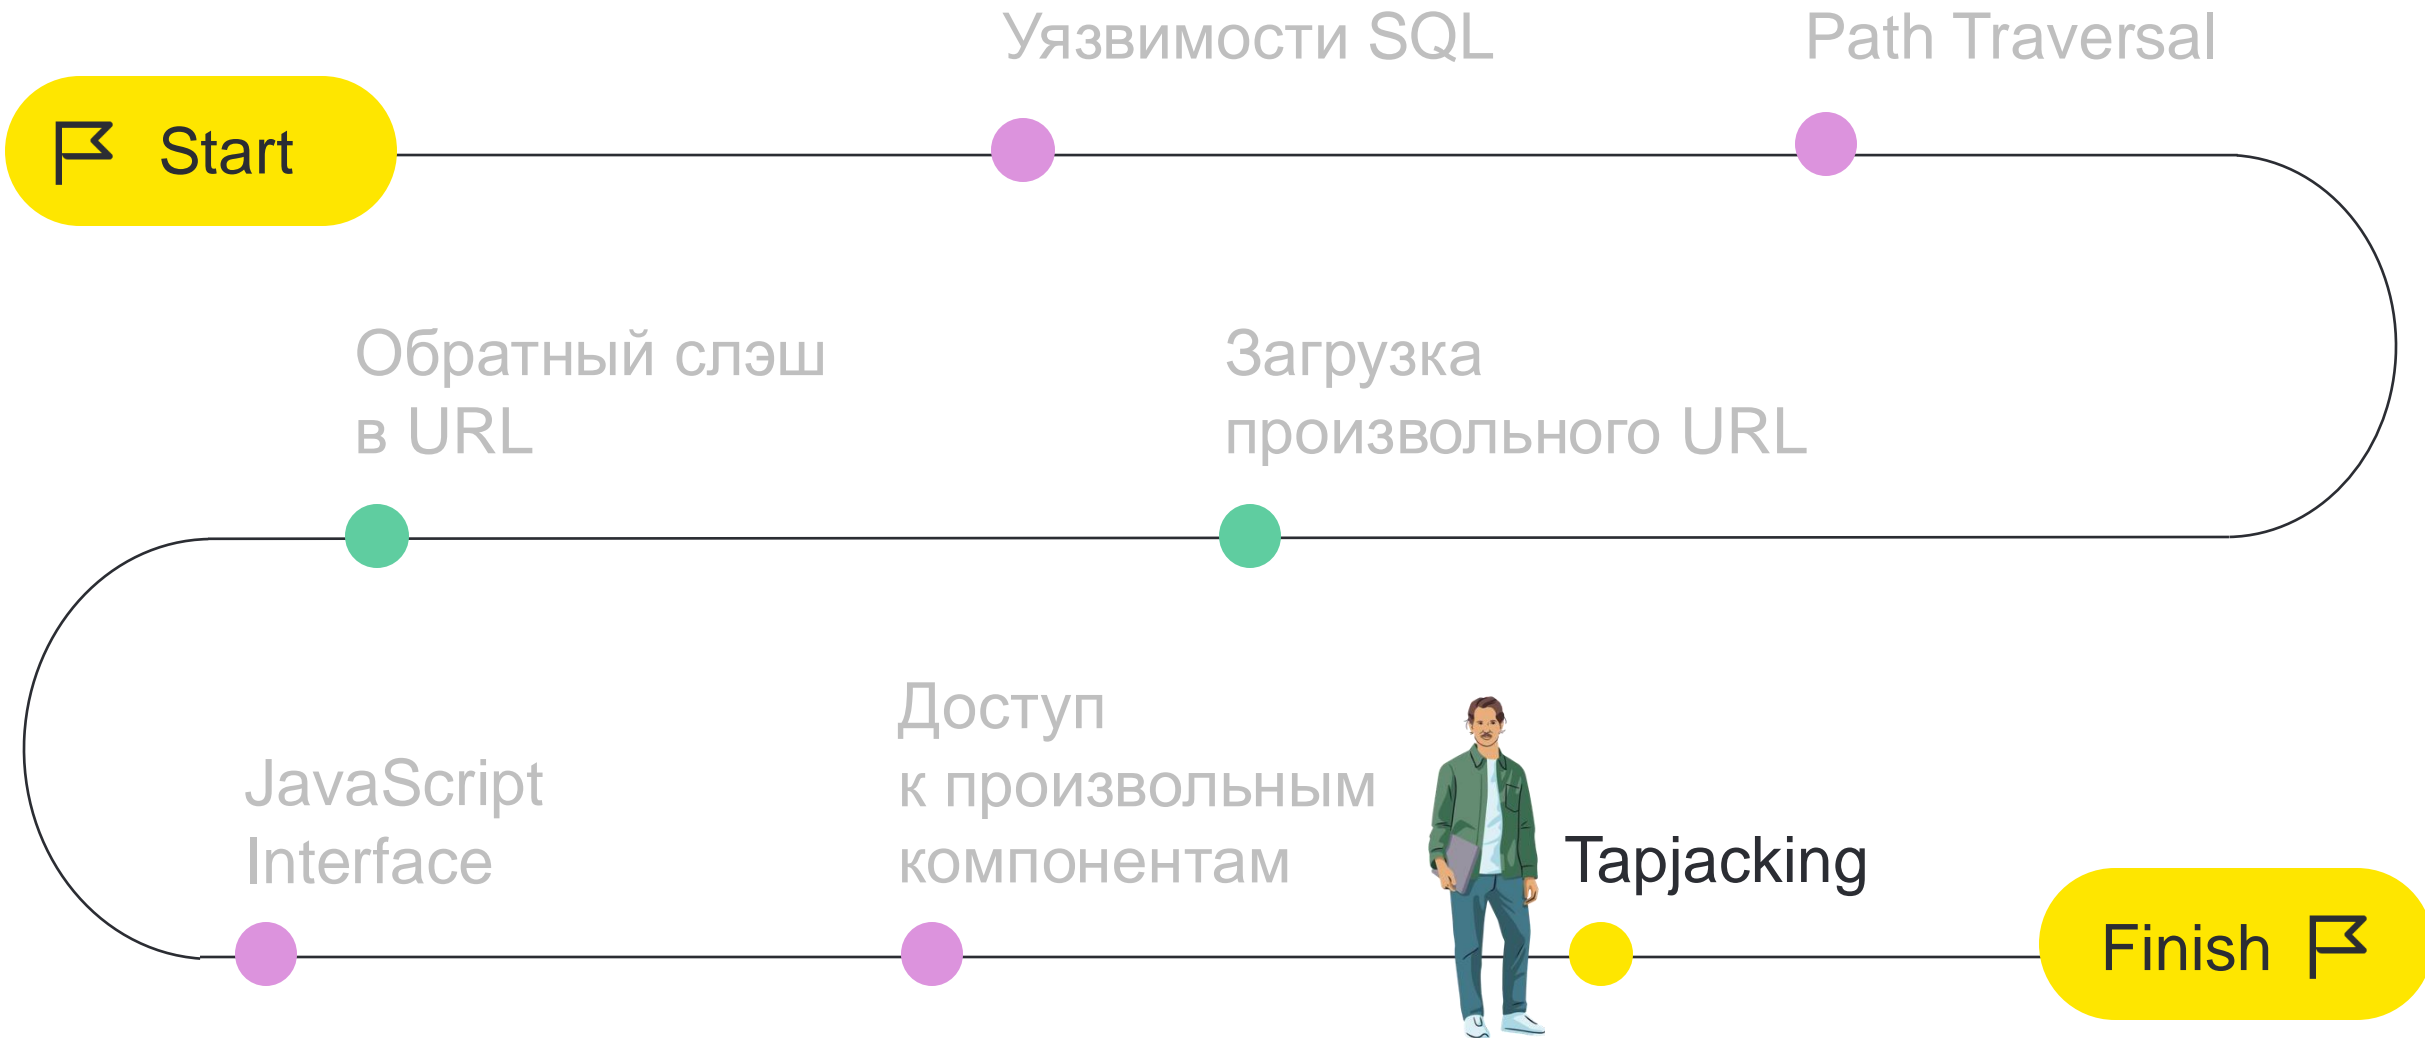 Уязвимости SQL
Path Traversal
Start
Обратный слэш
в URL
Загрузка
произвольного URL
JavaScript
Interface
Доступ
к произвольным
компонентам
Tapjacking
Finish